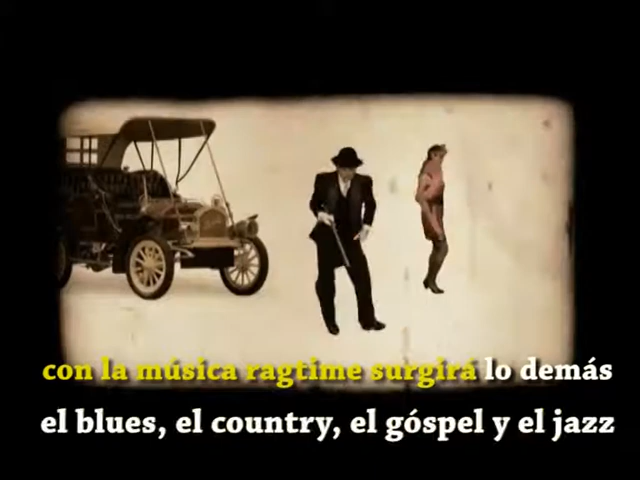 con la música ragtime surgirá lo demás
el blues, el country, el góspel y el jazz